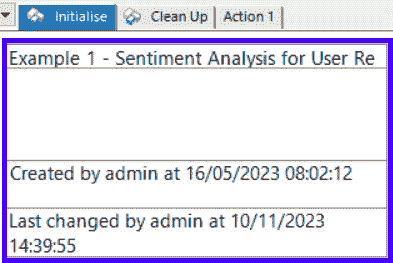 Initialise Clean Up Action 1
Example 1 - Sentiment Analysis for User Re
Created by admin at 16/05/2023 08:02:12
Last changed by admin at 10/11/2023
14:39:55